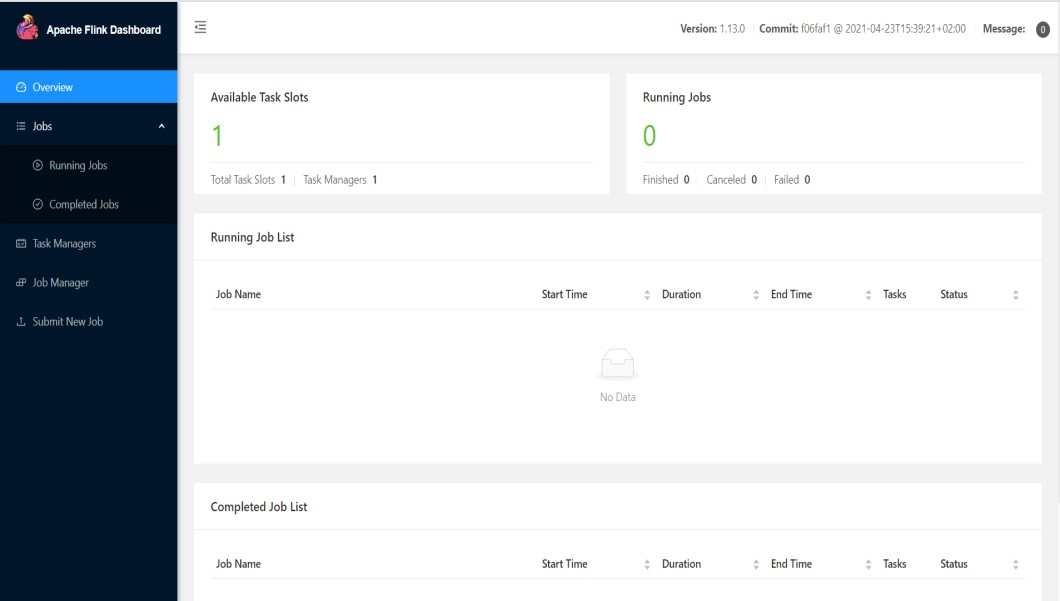 Apache Flink Dashboard
Version: 1.13.0 Commit: f06faf1 @ 2021-04-23T15:39:21+02:00 Message: 0
Overview
Jobs
Running Jobs
Completed Jobs
Task Managers
Job Manager
Submit New Job
Available Task Slots
1
Total Task Slots 1 Task Managers 1
Running Jobs
0
Finished 0 Canceled 0 Failed 0
Running Job List
Job Name Start Time Duration End Time Tasks Status
No Data
Completed Job List
Job Name Start Time Duration End Time Tasks Status